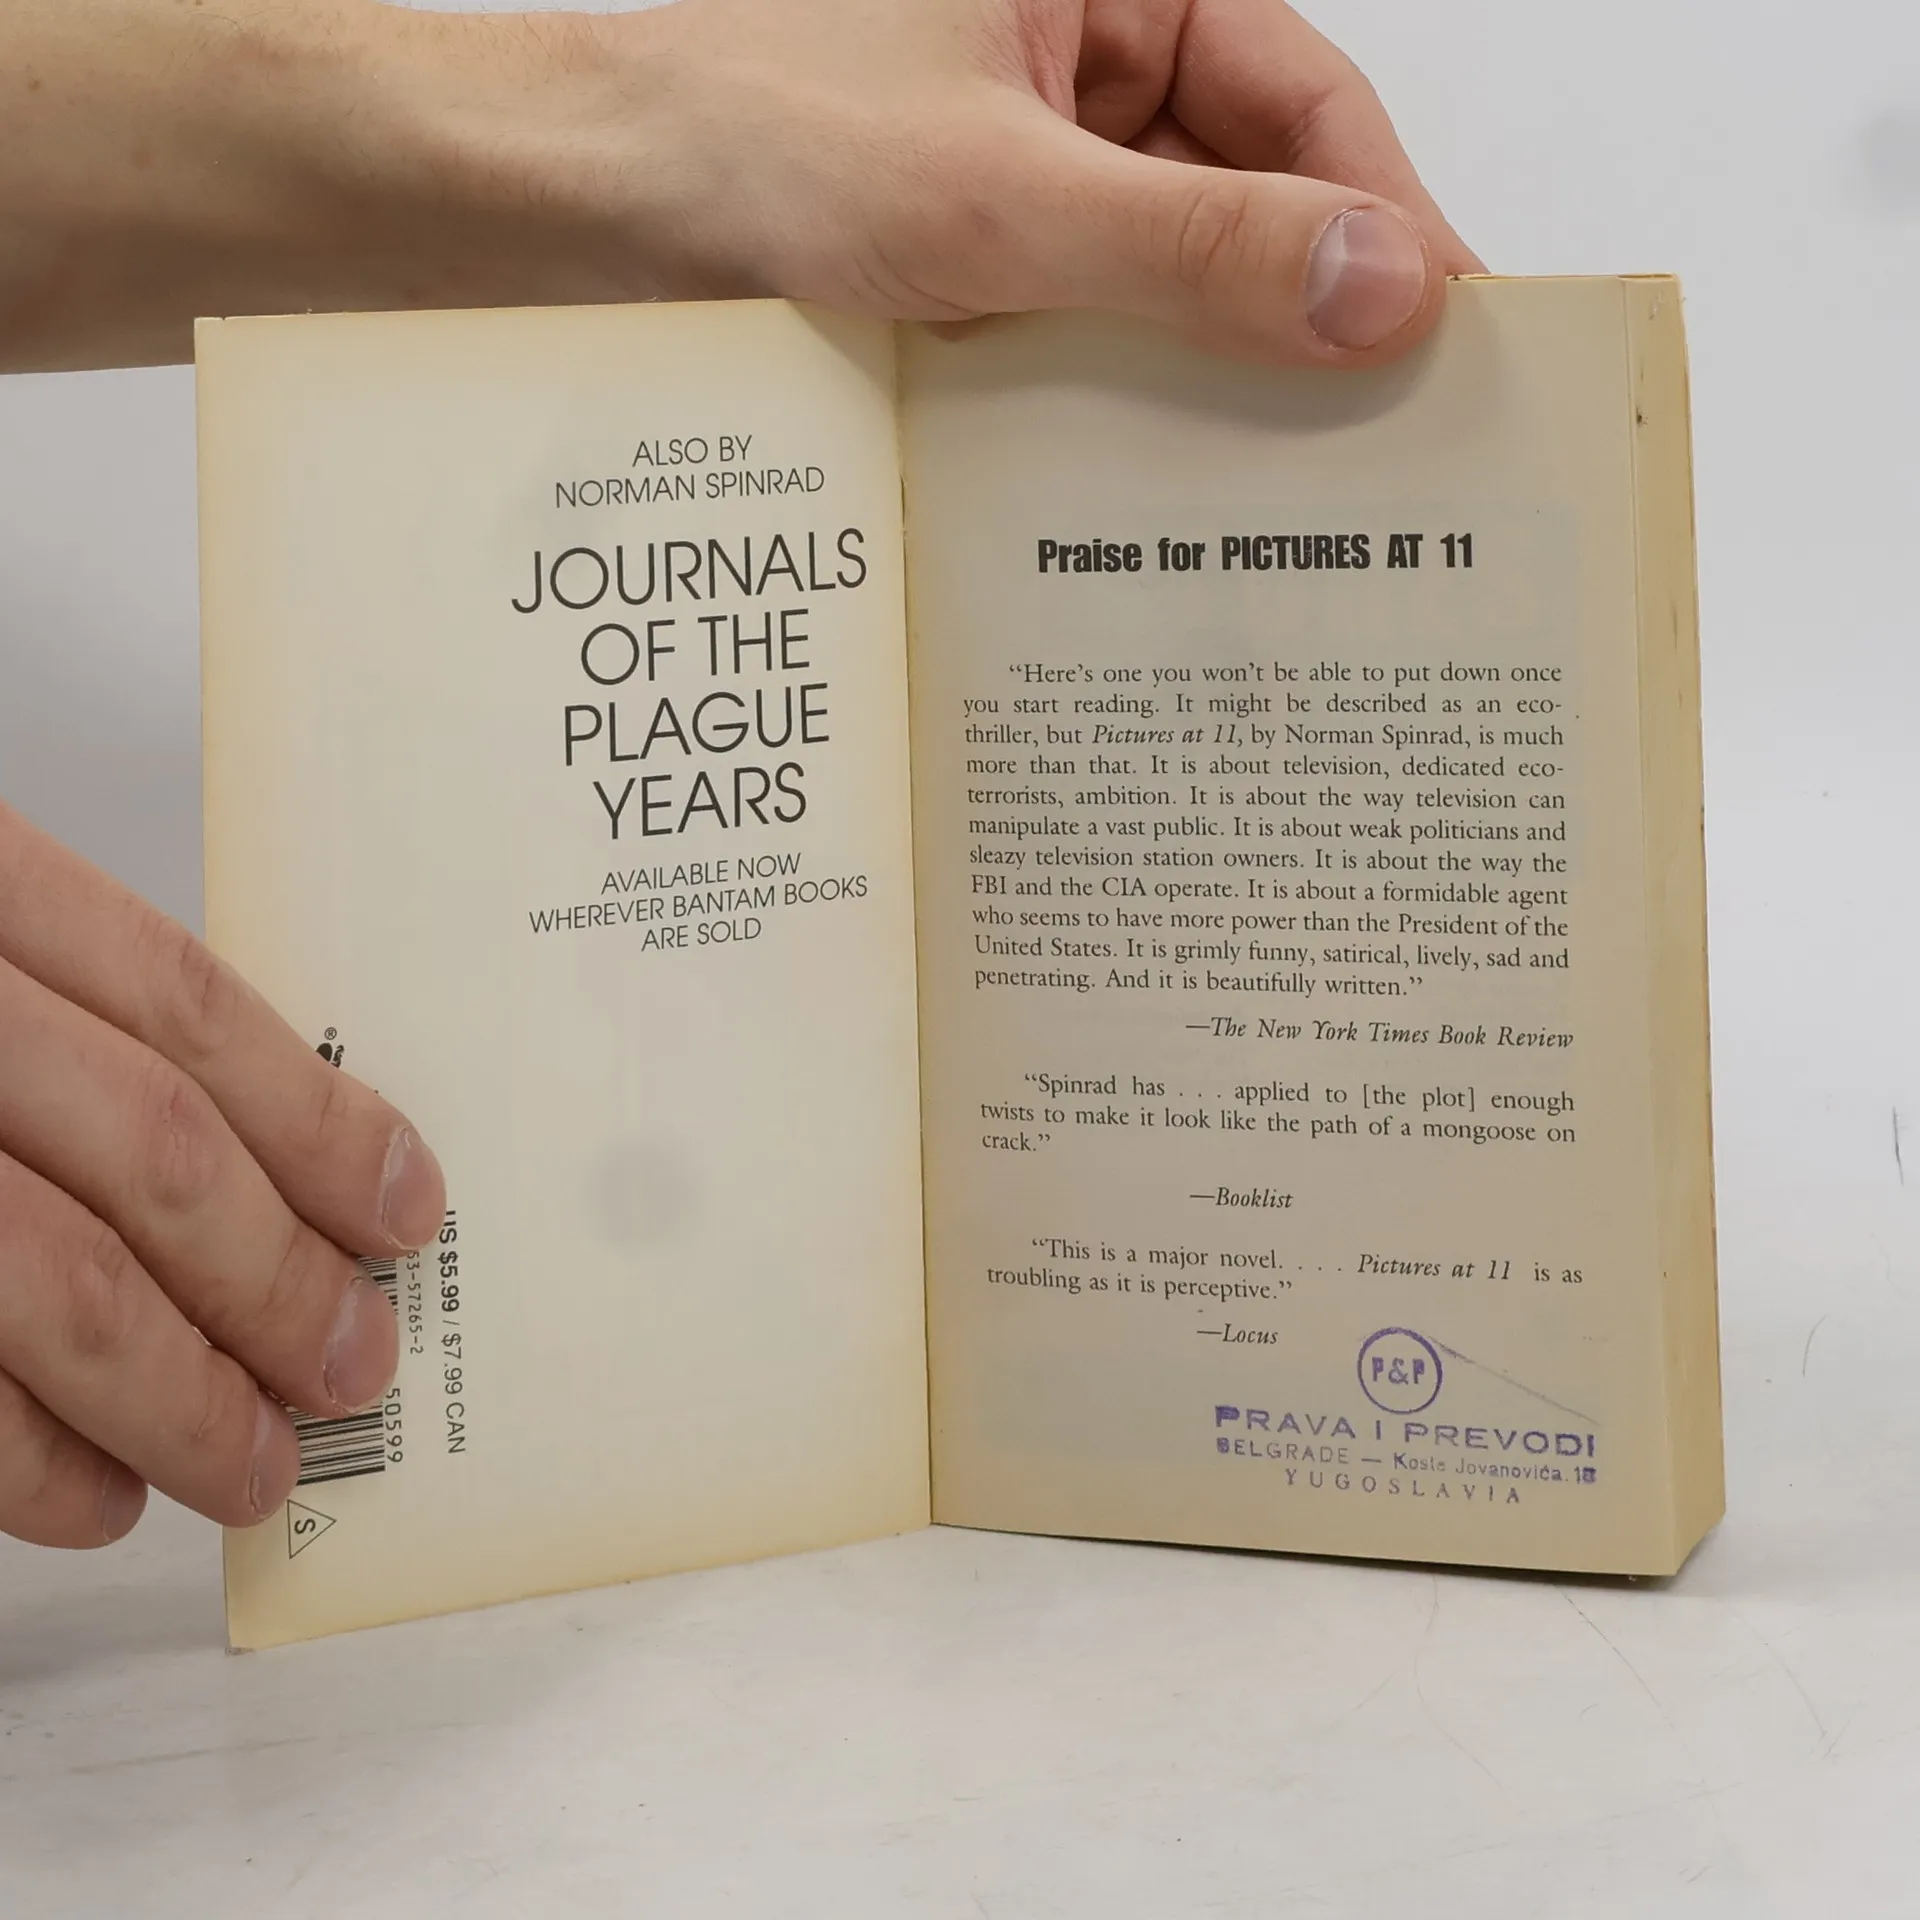 ALSO BY
NORMAN SPINRAD
JOURNALS
OF THE
PLAGUE
YEARS
AVAILABLE NOW
WHEREVER BANTAM BOOKS
ARE SOLD
®
US $5.99 / $7.99 CAN
53-57265-2
50599
S
Praise for PICTURES AT 11
“Here’s one you won’t be able to put down once
you start reading. It might be described as an eco-
thriller, but Pictures at 11, by Norman Spinrad, is much
more than that. It is about television, dedicated eco-
terrorists, ambition. It is about the way television can
manipulate a vast public. It is about weak politicians and
sleazy television station owners. It is about the way the
FBI and the CIA operate. It is about a formidable agent
who seems to have more power than the President of the
United States. It is grimly funny, satirical, lively, sad and
penetrating. And it is beautifully written.”
—The New York Times Book Review
“Spinrad has . . . applied to [the plot] enough
twists to make it look like the path of a mongoose on
crack.”
—Booklist
“This is a major novel. . . . Pictures at 11 is as
troubling as it is perceptive.”
—Locus
P&P
PRAVA I PREVODI
BELGRADE — Koste Jovanovića
YUGOSLAVIA